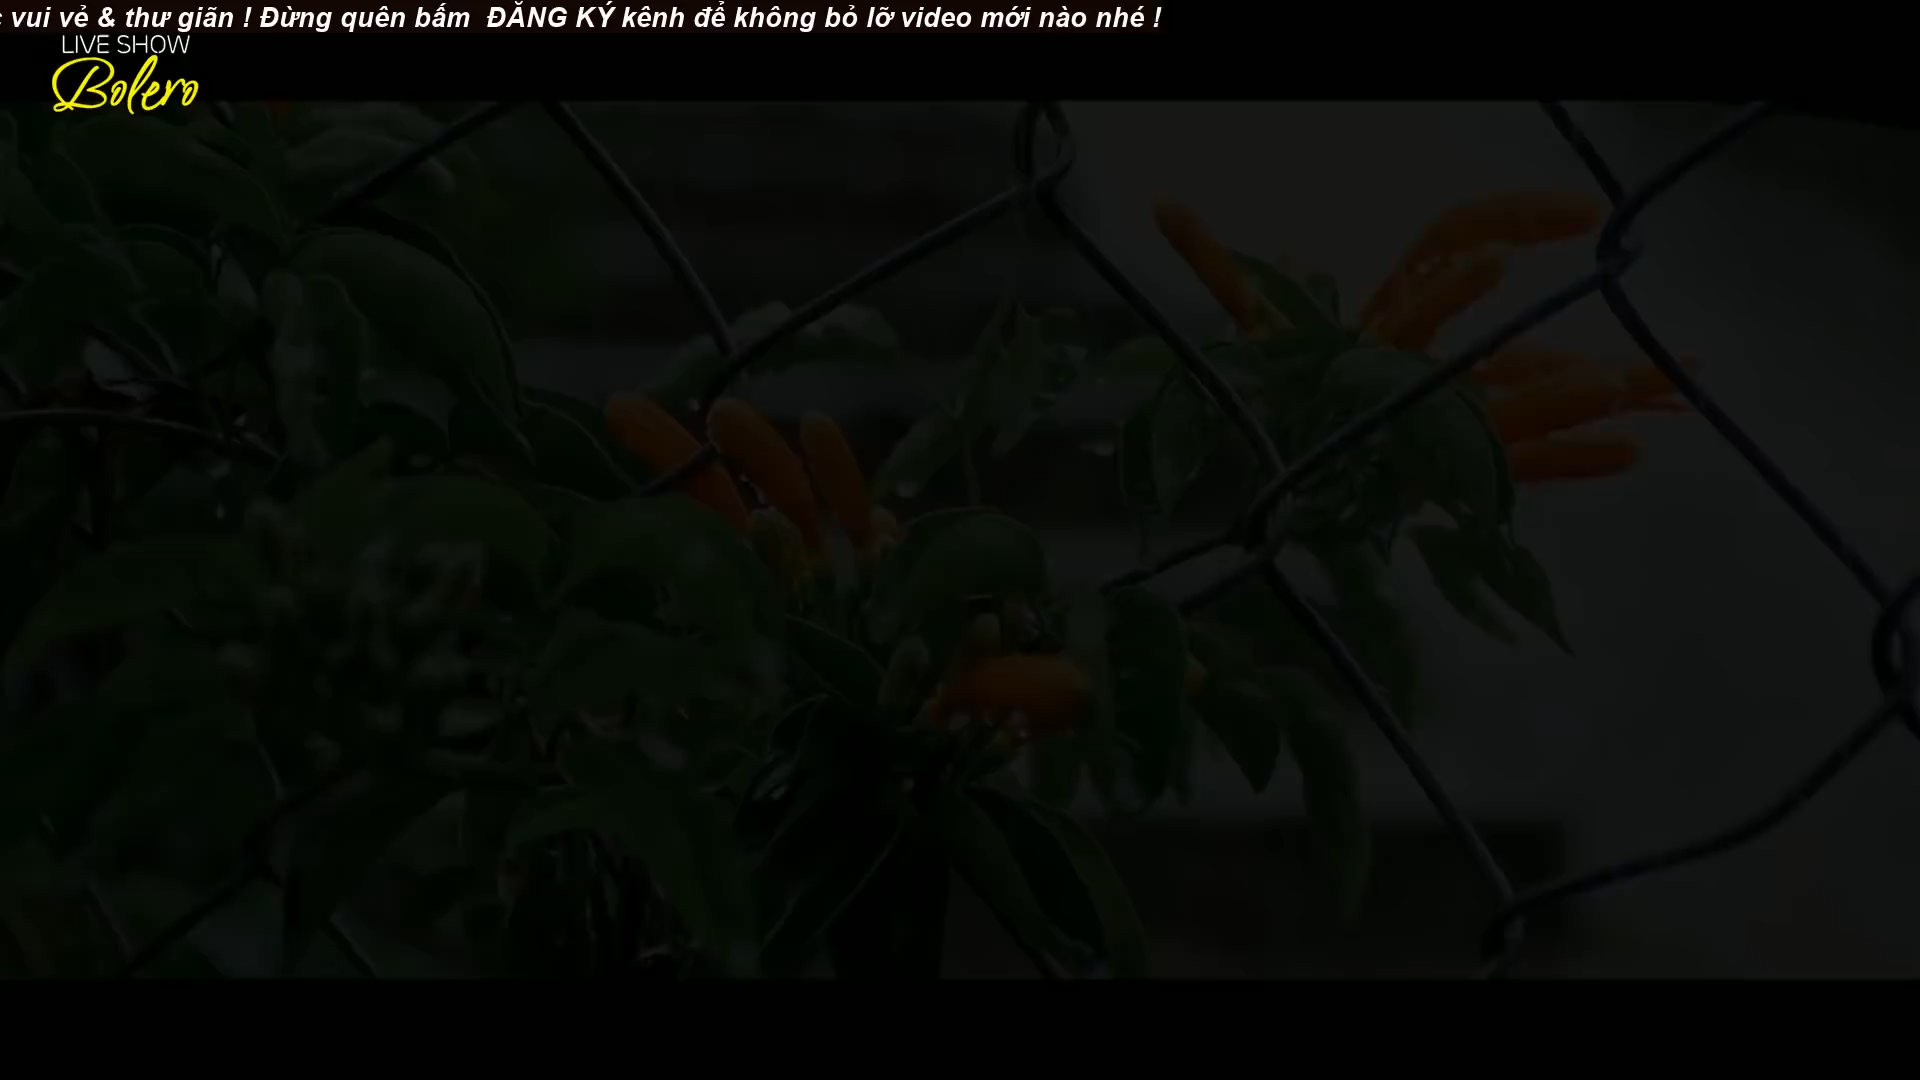 vui vẻ & thư giãn ! Đừng quên bấm ĐĂNG KÝ kênh để không bỏ lỡ video mới nào nhé !
LIVE SHOW
Bolero